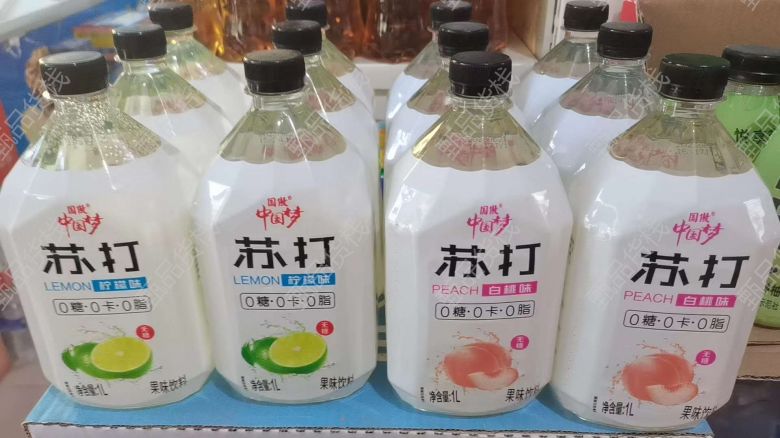 国傲®
中国梦
苏打
LEMON 柠檬味
0糖·0卡·0脂
无糖
净含量:1L
果味饮料
国傲®
中国梦
苏打
LEMON 柠檬味
0糖·0卡·0脂
无糖
净含量:1L
果味饮料
国傲®
中国梦
苏打
PEACH 白桃味
0糖·0卡·0脂
无糖
净含量:1L
果味饮料
国傲®
中国梦
苏打
PEACH 白桃味
0糖·0卡·0脂
无糖
净含量:1L
果味饮料